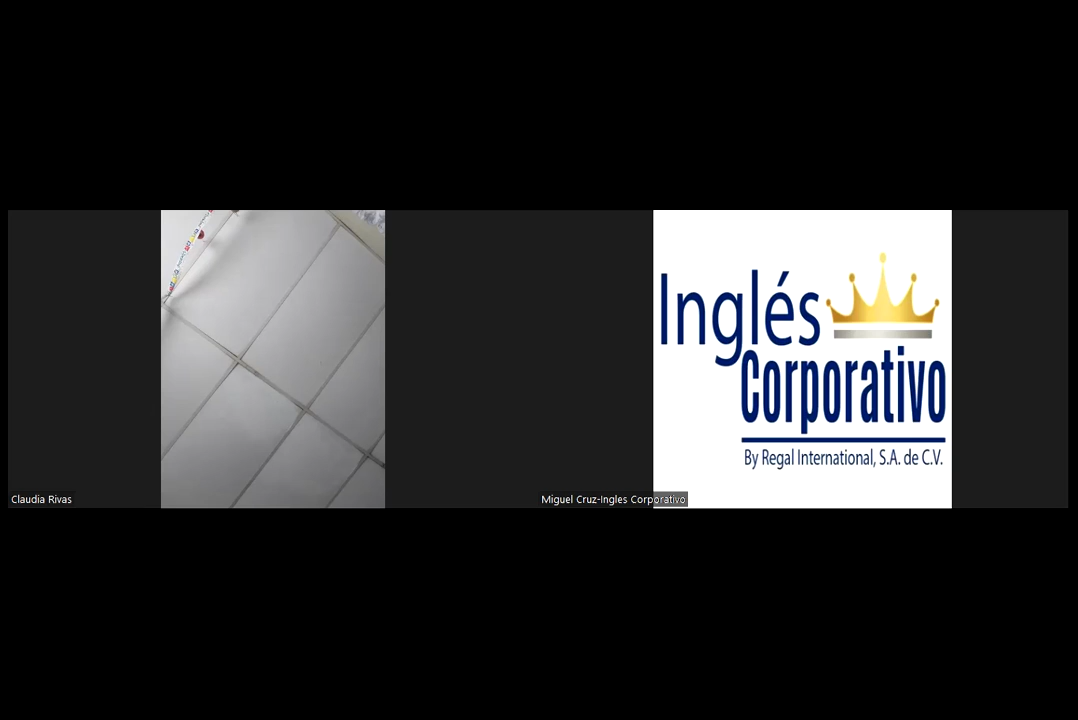 Inglés
Corporativo
By Regal International, S.A. de C.V.
Claudia Rivas
Miguel Cruz-Ingles Corporativo